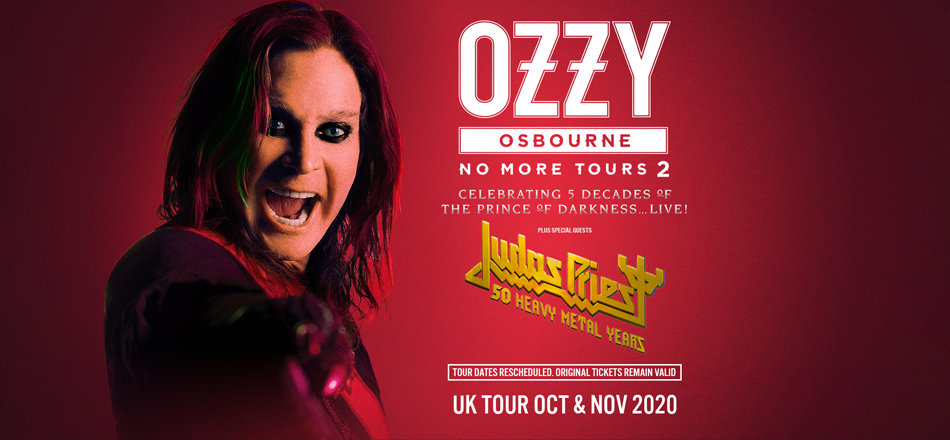 OZZY
OSBOURNE
NO MORE TOURS 2
CELEBRATING 5 DECADES OF
THE PRINCE OF DARKNESS...LIVE!
PLUS SPECIAL GUESTS
Judas Priest
50 HEAVY METAL YEARS
TOUR DATES RESCHEDULED. ORIGINAL TICKETS REMAIN VALID
UK TOUR OCT & NOV 2020